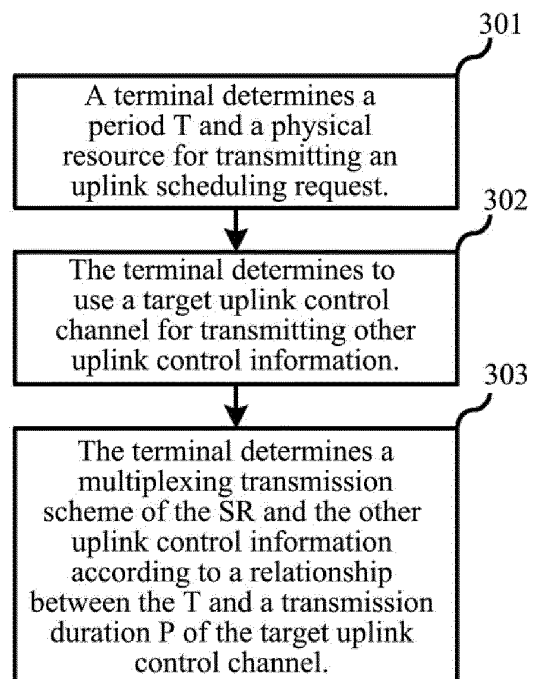 301
A terminal determines a
period T and a physical
resource for transmitting an
uplink scheduling request.
302
The terminal determines to
use a target uplink control
channel for transmitting other
uplink control information.
303
The terminal determines a
multiplexing transmission
scheme of the SR and the other
uplink control information
according to a relationship
between the T and a transmission
duration P of the target uplink
control channel.